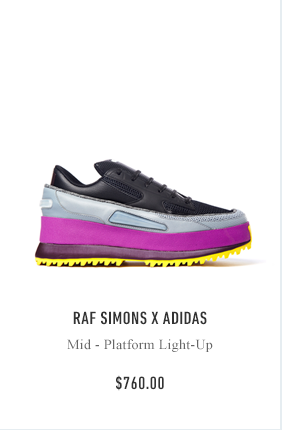 RAF SIMONS X ADIDAS
Mid - Platform Light-Up
$760.00